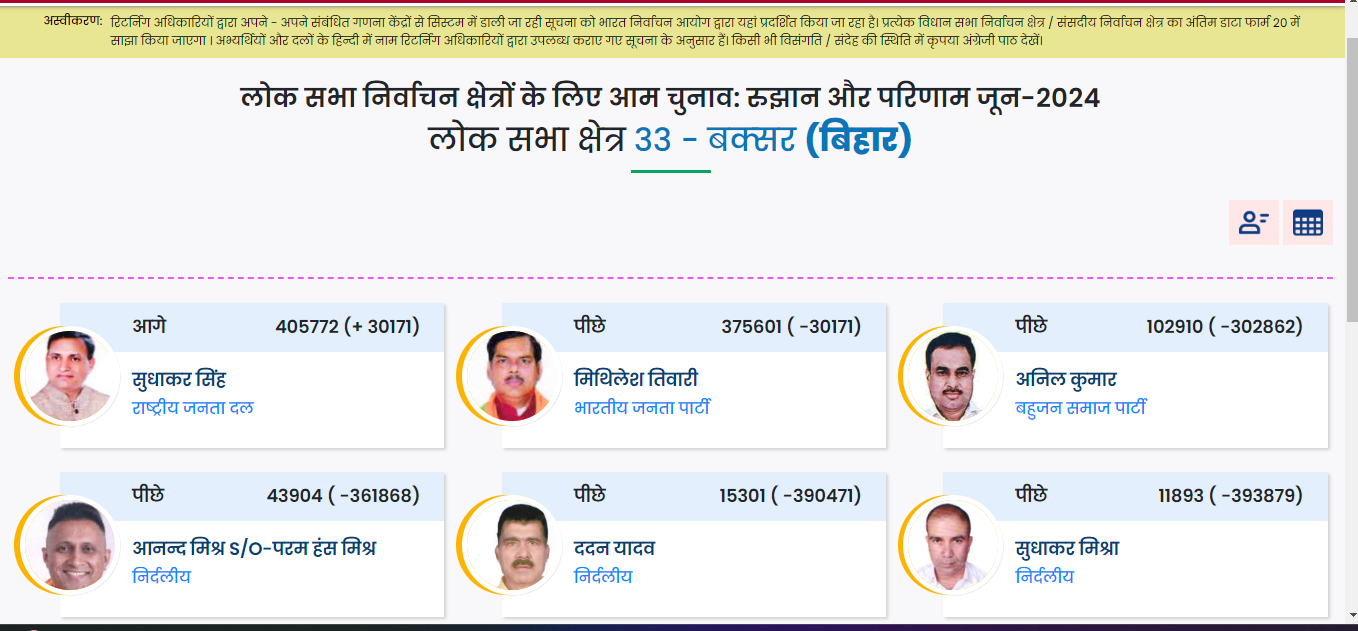 अस्वीकरण: रिटर्निंग अधिकारियों द्वारा अपने - अपने संबंधित गणना केंद्रों से सिस्टम में डाली जा रही सूचना को भारत निर्वाचन आयोग द्वारा यहां प्रदर्शित किया जा रहा है। प्रत्येक विधान सभा निर्वाचन क्षेत्र / संसदीय निर्वाचन क्षेत्र का अंतिम डाटा फार्म 20 में
साझा किया जाएगा । अभ्यर्थियों और दलों के हिन्दी में नाम रिटर्निंग अधिकारियों द्वारा उपलब्ध कराए गए सूचना के अनुसार हैं। किसी भी विसंगति / संदेह की स्थिति में कृपया अंग्रेजी पाठ देखें।
लोक सभा निर्वाचन क्षेत्रों के लिए आम चुनाव: रुझान और परिणाम जून-2024
लोक सभा क्षेत्र 33 - बक्सर (बिहार)
आगे 405772 (+ 30171)
सुधाकर सिंह
राष्ट्रीय जनता दल
पीछे 375601 ( -30171)
मिथिलेश तिवारी
भारतीय जनता पार्टी
पीछे 102910 ( -302862)
अनिल कुमार
बहुजन समाज पार्टी
पीछे 43904 ( -361868)
आनन्द मिश्र S/O-परम हंस मिश्र
निर्दलीय
पीछे 15301 ( -390471)
ददन यादव
निर्दलीय
पीछे 11893 ( -393879)
सुधाकर मिश्रा
निर्दलीय